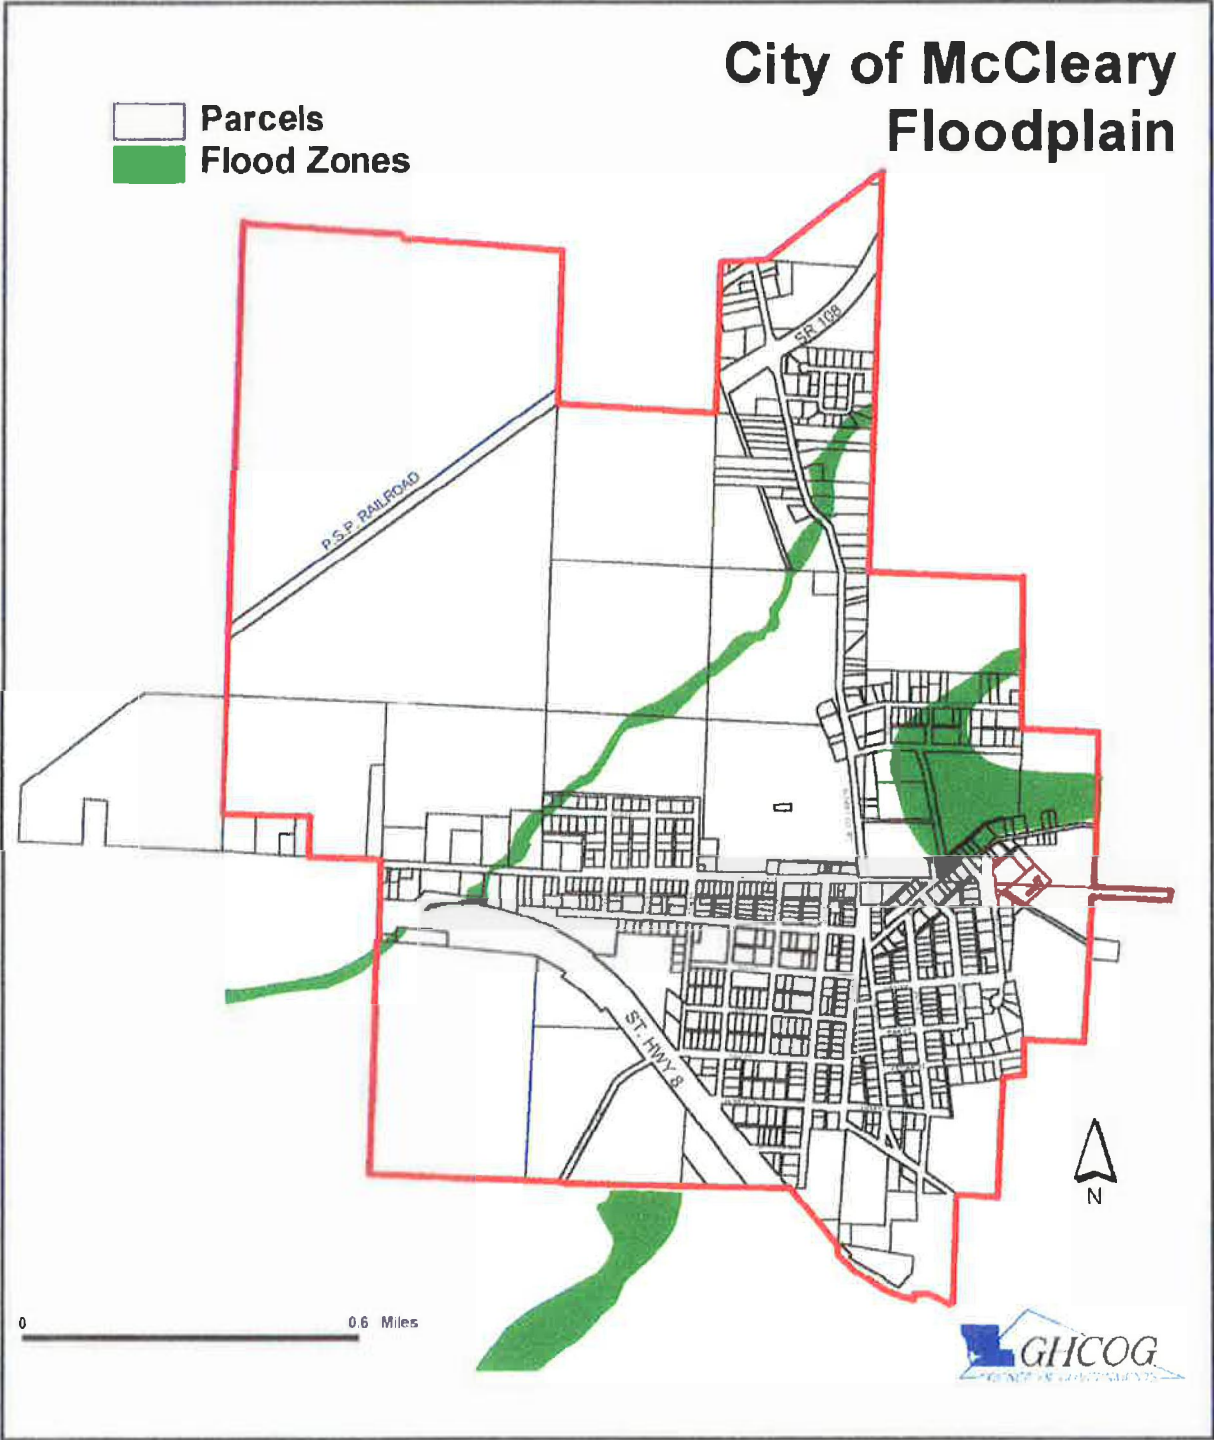 City of McCleary
Floodplain
Parcels
Flood Zones
SR 108
P.S.P. RAILROAD
ST. HWY 8
N
0 0.6 Miles
GHCOG